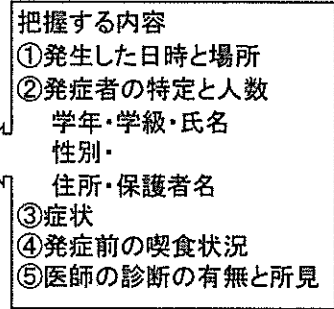 把握する内容
①発生した日時と場所
②発症者の特定と人数
学年・学級・氏名
性別・
住所・保護者名
③症状
④発症前の喫食状況
⑤医師の診断の有無と所見